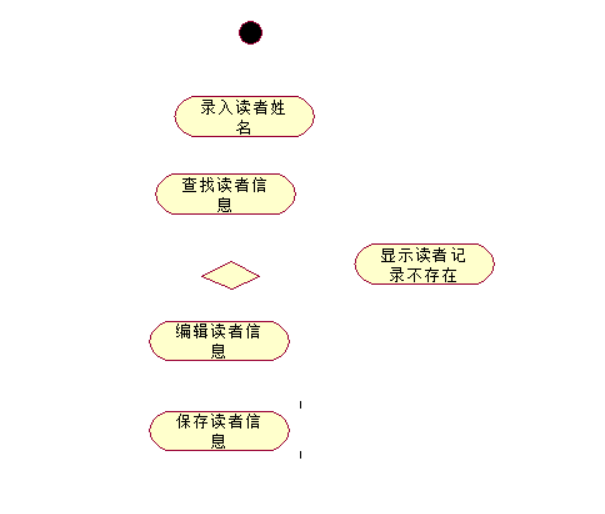 录入读者姓
名
查找读者信
息
显示读者记
录不存在
编辑读者信
息
保存读者信
息